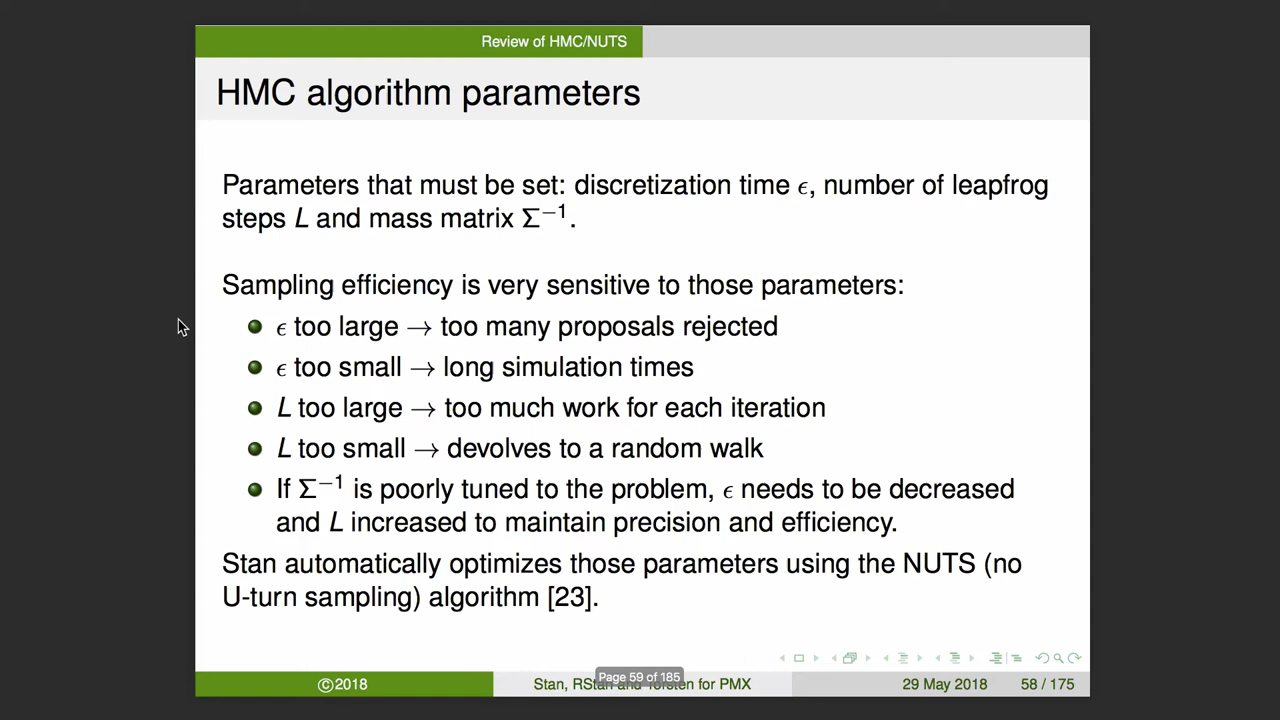 Review of HMC/NUTS
HMC algorithm parameters
Parameters that must be set: discretization time ϵ, number of leapfrog
steps L and mass matrix Σ⁻¹.
Sampling efficiency is very sensitive to those parameters:
ϵ too large → too many proposals rejected
ϵ too small → long simulation times
L too large → too much work for each iteration
L too small → devolves to a random walk
If Σ⁻¹ is poorly tuned to the problem, ϵ needs to be decreased
and L increased to maintain precision and efficiency.
Stan automatically optimizes those parameters using the NUTS (no
U-turn sampling) algorithm [23].
Page 59 of 185
©2018
Stan, RStan and Torsten for PMX
29 May 2018
58 / 175